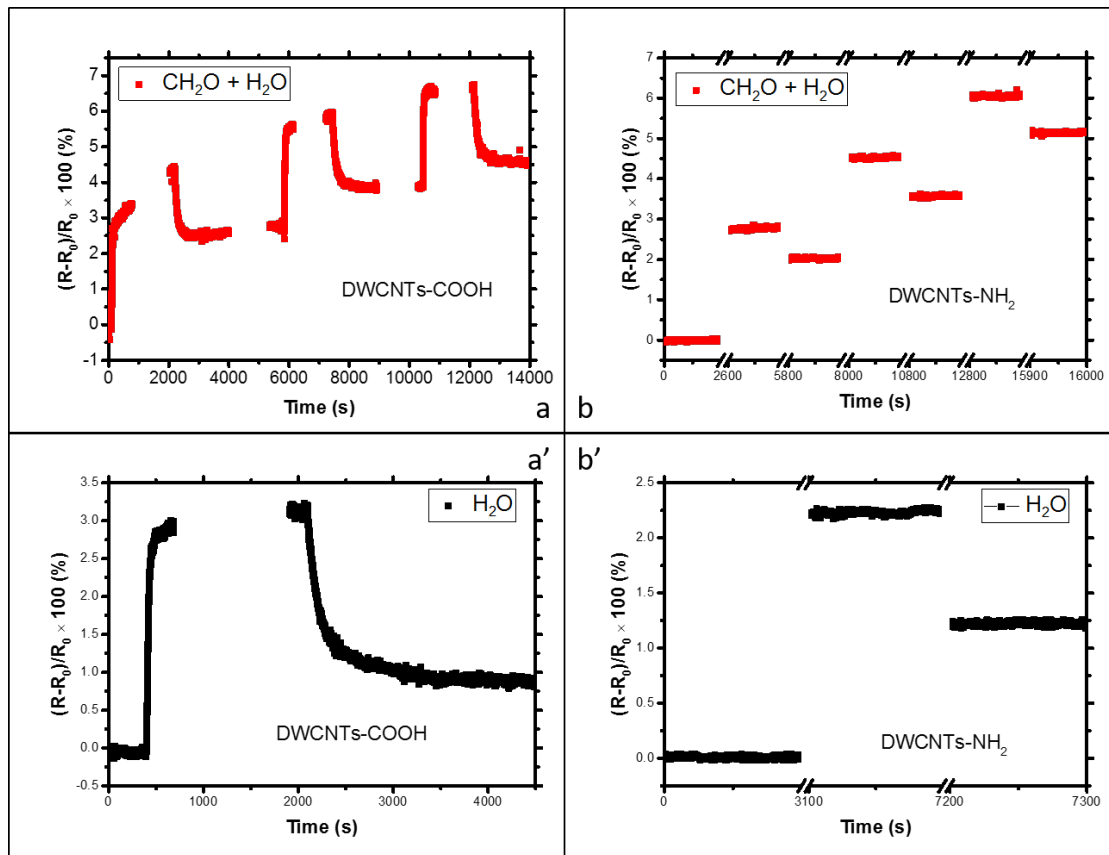 CH₂O + H₂O
(R-R₀)/R₀ × 100 (%)
7
6
5
4
3
2
1
0
-1
DWCNTs-COOH
0 2000 4000 6000 8000 10000 12000 14000
Time (s)
a
CH₂O + H₂O
(R-R₀)/R₀ × 100 (%)
7
6
5
4
3
2
1
0
DWCNTs-NH₂
0 2600 5800 8000 10800 12800 15900 16000
Time (s)
b
a'
H₂O
(R-R₀)/R₀ × 100 (%)
3.5
3.0
2.5
2.0
1.5
1.0
0.5
0.0
-0.5
DWCNTs-COOH
0 1000 2000 3000 4000
Time (s)
b'
H₂O
(R-R₀)/R₀ × 100 (%)
2.5
2.0
1.5
1.0
0.5
0.0
DWCNTs-NH₂
0 3100 7200 7300
Time (s)